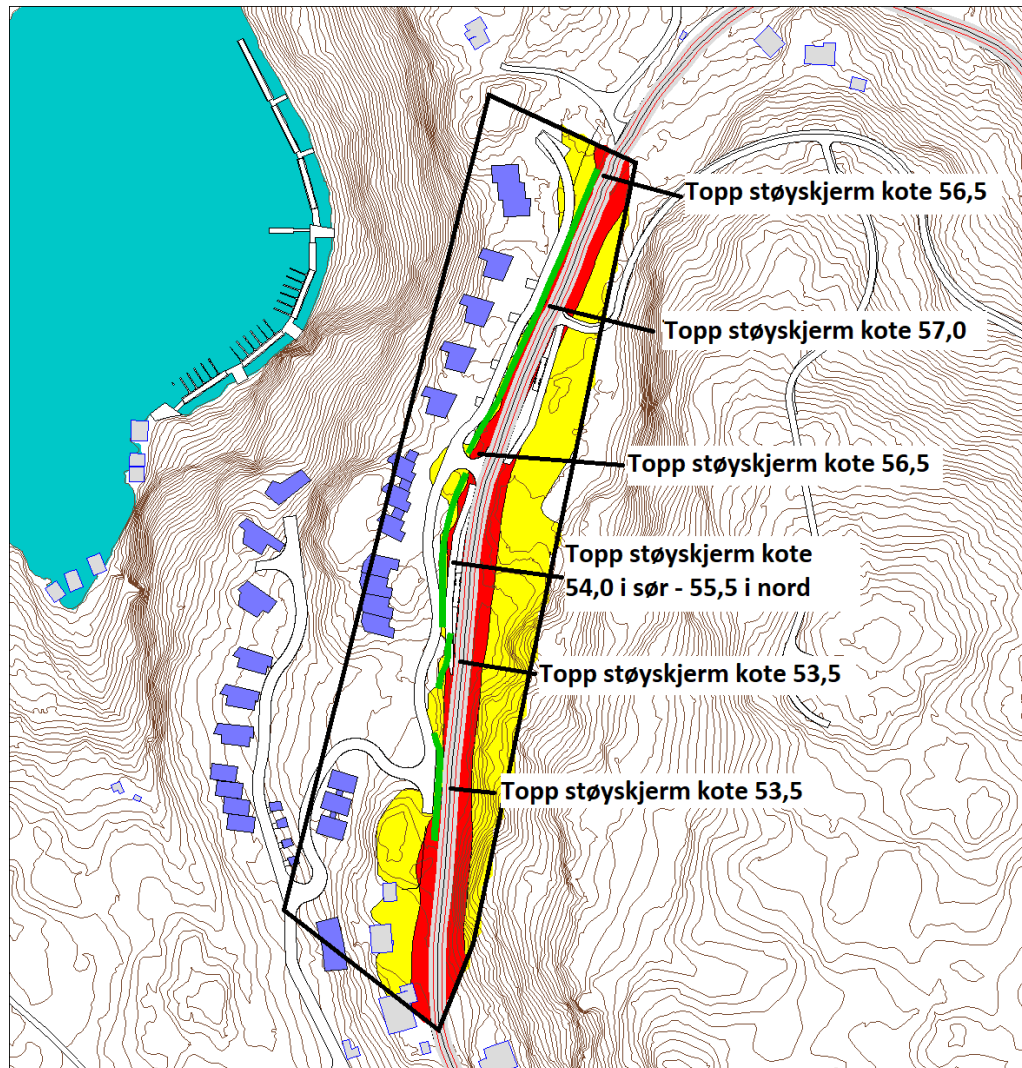 Topp støyskjerm kote 56,5
Topp støyskjerm kote 57,0
Topp støyskjerm kote 56,5
Topp støyskjerm kote
54,0 i sør - 55,5 i nord
Topp støyskjerm kote 53,5
Topp støyskjerm kote 53,5